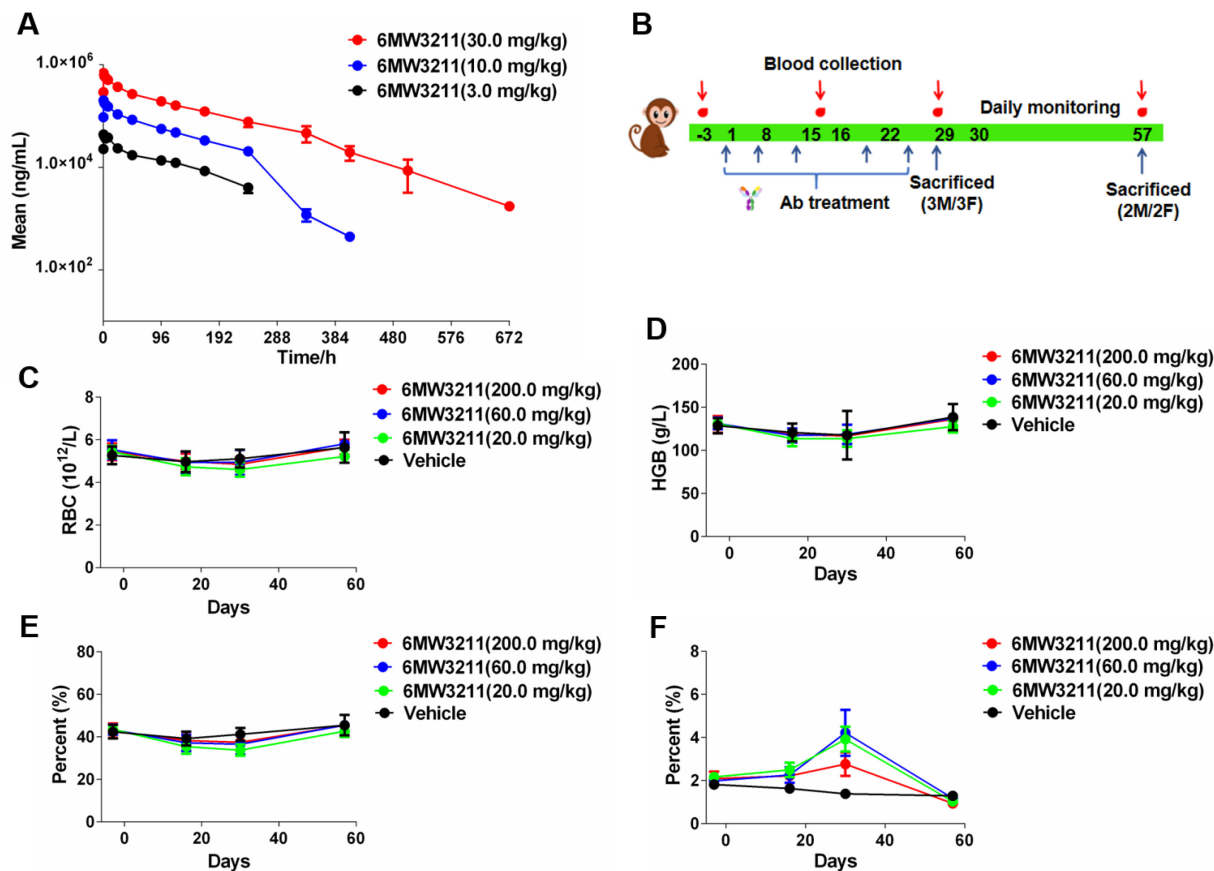 A
6MW3211(30.0 mg/kg)
6MW3211(10.0 mg/kg)
6MW3211(3.0 mg/kg)
1.0×10⁶
1.0×10⁴
1.0×10²
Mean (ng/mL)
0 96 192 288 384 480 576 672
Time/h
B
Blood collection
Daily monitoring
-3 1 8 15 16 22 29 30 57
Ab treatment
Sacrificed
(3M/3F)
Sacrificed
(2M/2F)
C
6MW3211(200.0 mg/kg)
6MW3211(60.0 mg/kg)
6MW3211(20.0 mg/kg)
Vehicle
8
6
4
2
0
RBC (10¹²/L)
0 20 40 60
Days
D
6MW3211(200.0 mg/kg)
6MW3211(60.0 mg/kg)
6MW3211(20.0 mg/kg)
Vehicle
200
150
100
50
0
HGB (g/L)
0 20 40 60
Days
E
6MW3211(200.0 mg/kg)
6MW3211(60.0 mg/kg)
6MW3211(20.0 mg/kg)
Vehicle
80
60
40
20
0
Percent (%)
0 20 40 60
Days
F
6MW3211(200.0 mg/kg)
6MW3211(60.0 mg/kg)
6MW3211(20.0 mg/kg)
Vehicle
8
6
4
2
0
Percent (%)
0 20 40 60
Days